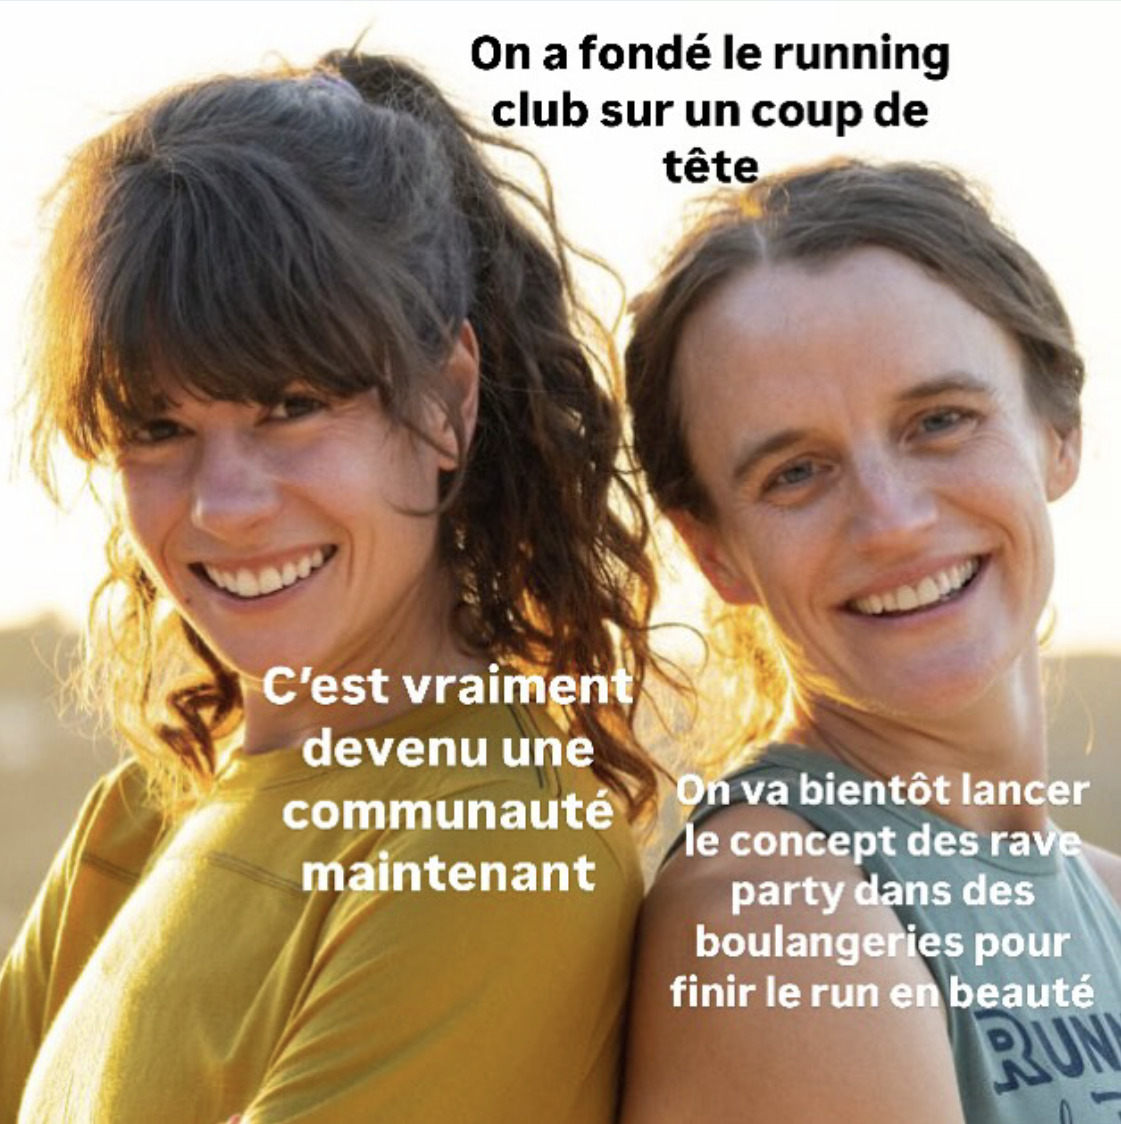 On a fondé le running
club sur un coup de
tête
C'est vraiment
devenu une
communauté
maintenant
On va bientôt lancer
le concept des rave
party dans des
boulangeries pour
finir le run en beauté